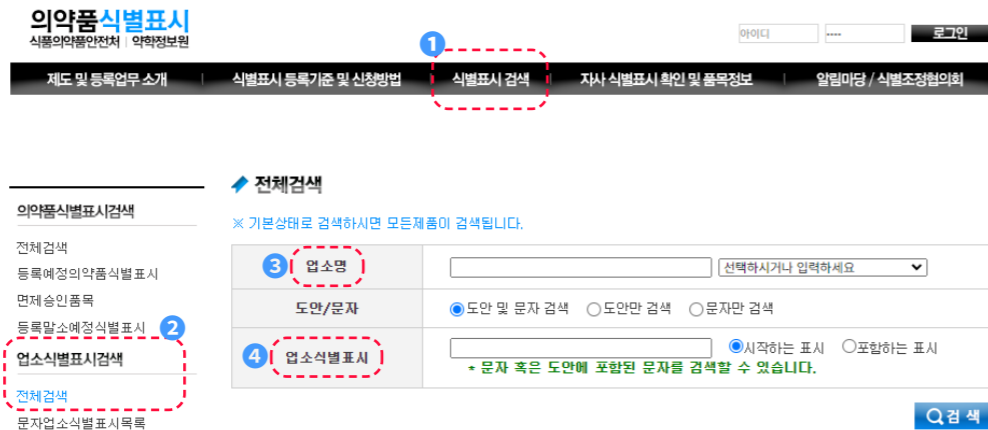 의약품식별표시
식품의약품안전처 | 약학정보원
아이디 ---- 로그인
1
제도 및 등록업무 소개 | 식별표시 등록기준 및 신청방법 | 식별표시 검색 | 자사 식별표시 확인 및 품목정보 | 알림마당 / 식별조정협의회
전체검색
※ 기본상태로 검색하시면 모든제품이 검색됩니다.
의약품식별표시검색
전체검색
등록예정의약품식별표시
면제승인품목
등록말소예정식별표시
2
업소식별표시검색
전체검색
문자업소식별표시목록
3 업소명 선택하시거나 입력하세요
도안/문자 도안 및 문자 검색 도안만 검색 문자만 검색
4 업소식별표시 시작하는 표시 포함하는 표시
* 문자 혹은 도안에 포함된 문자를 검색할 수 있습니다.
검 색